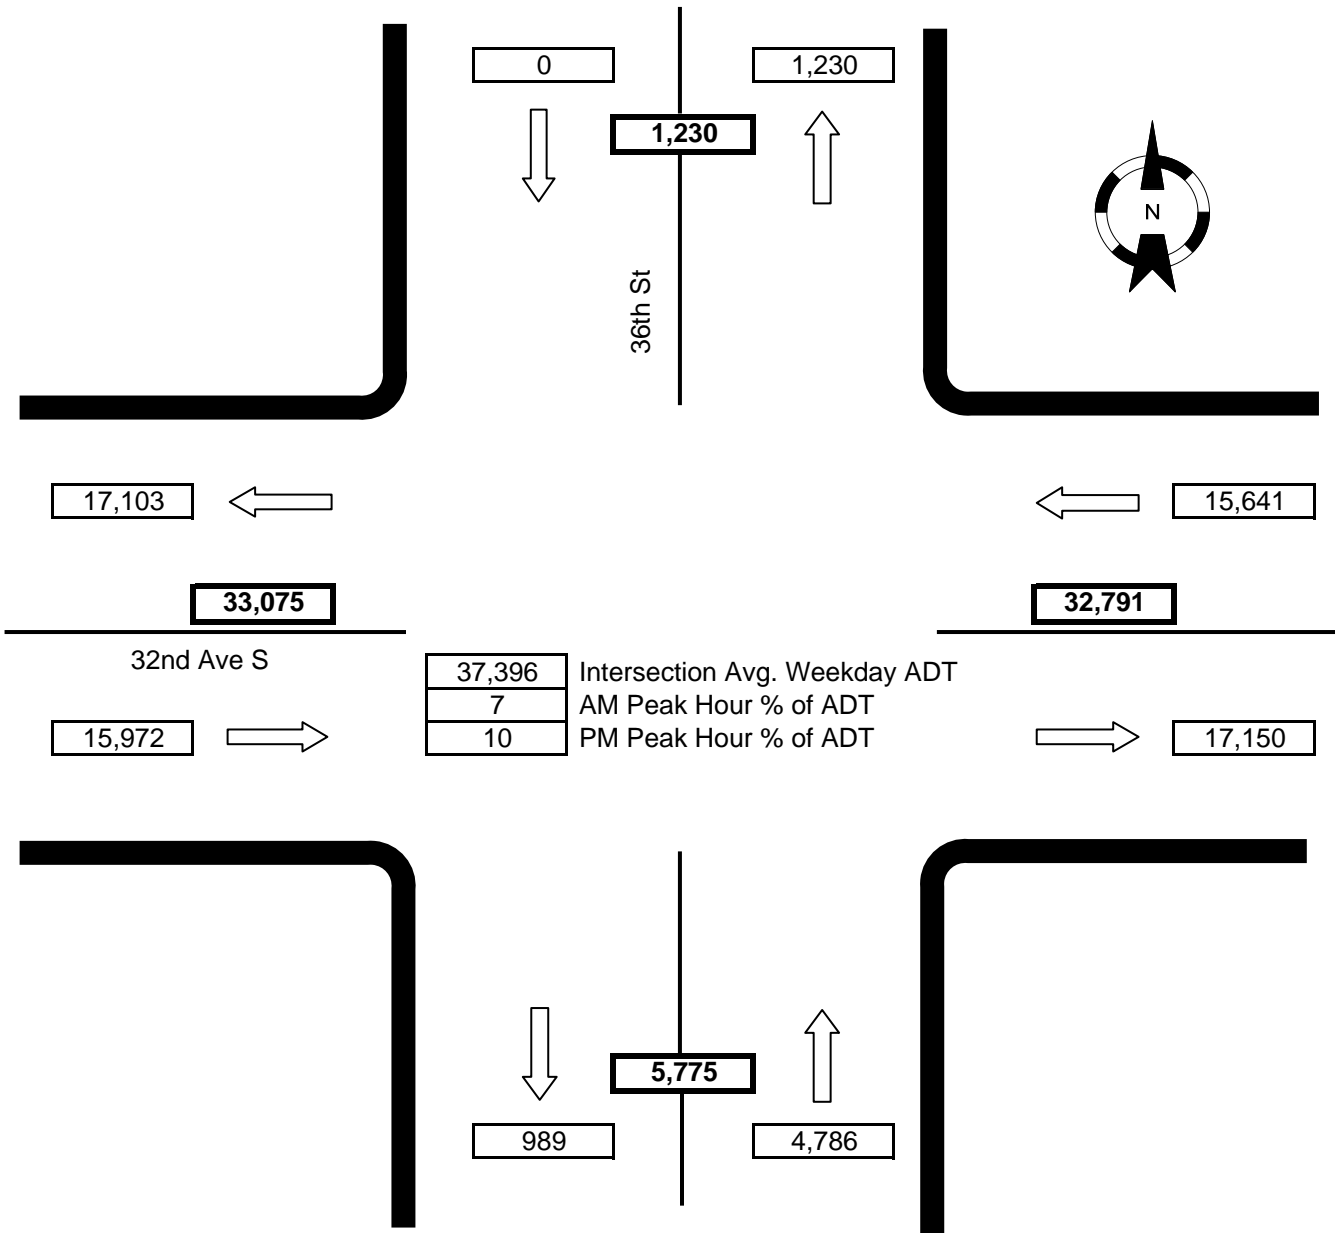 0
1,230
1,230
N
36th St
17,103
15,641
33,075
32,791
32nd Ave S
37,396 Intersection Avg. Weekday ADT
7 AM Peak Hour % of ADT
10 PM Peak Hour % of ADT
15,972
17,150
5,775
989
4,786